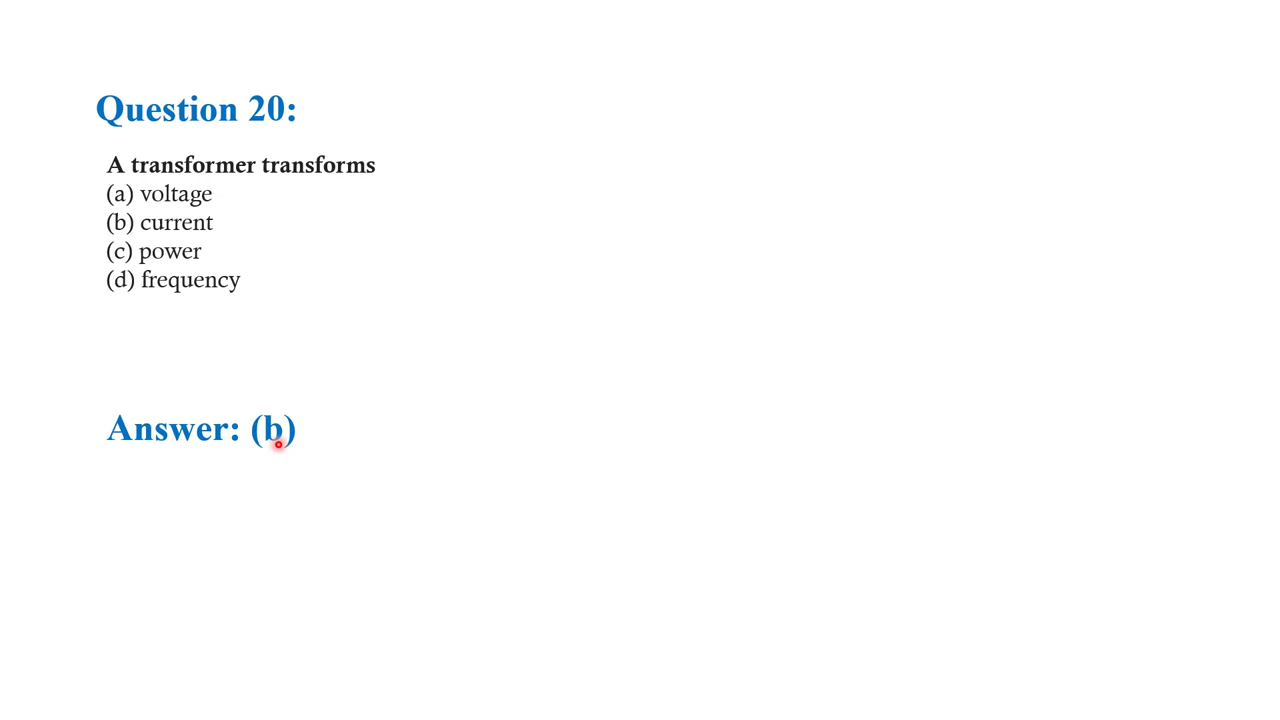 Question 20:
A transformer transforms
(a) voltage
(b) current
(c) power
(d) frequency
Answer: (b)